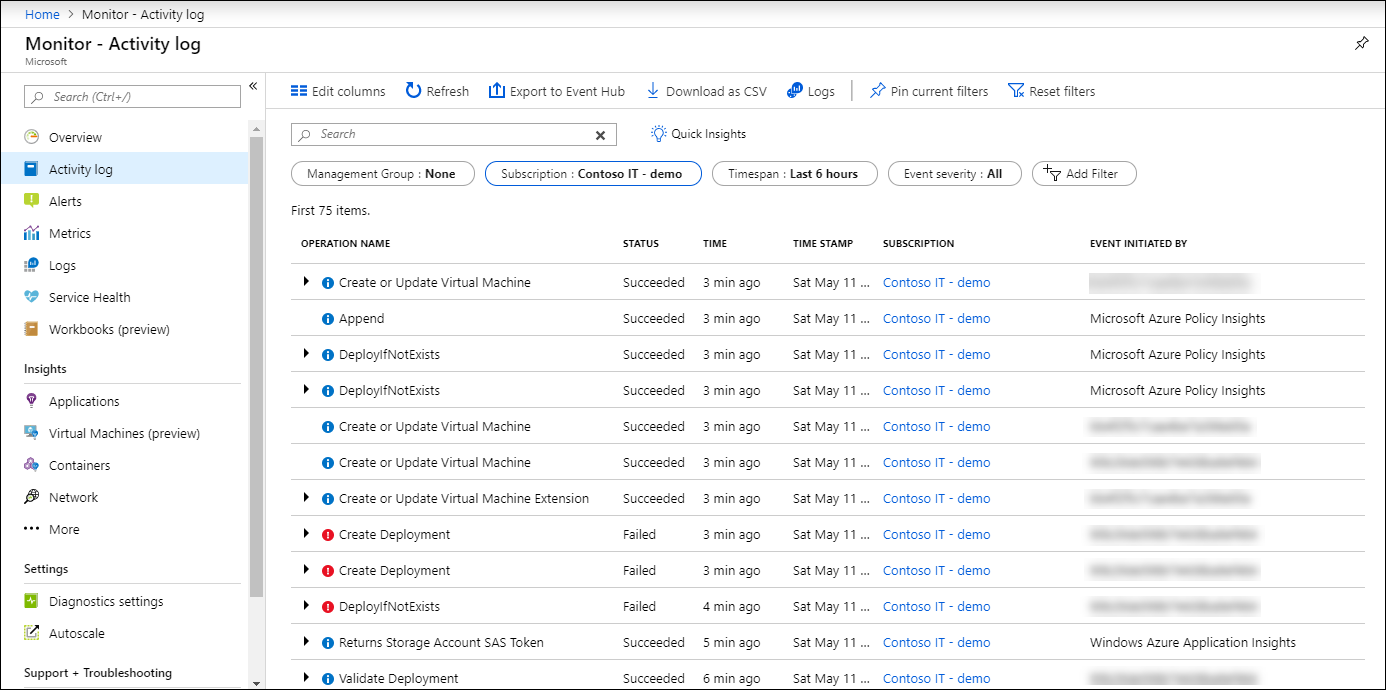 Home > Monitor - Activity log
Monitor - Activity log
Microsoft
Search (Ctrl+/)
«
Overview
Activity log
Alerts
Metrics
Logs
Service Health
Workbooks (preview)
Insights
Applications
Virtual Machines (preview)
Containers
Network
More
Settings
Diagnostics settings
Autoscale
Support + Troubleshooting
Edit columns Refresh Export to Event Hub Download as CSV Logs Pin current filters Reset filters
Search Quick Insights
Management Group : None Subscription : Contoso IT - demo Timespan : Last 6 hours Event severity : All Add Filter
First 75 items.
OPERATION NAME STATUS TIME TIME STAMP SUBSCRIPTION EVENT INITIATED BY
Create or Update Virtual Machine Succeeded 3 min ago Sat May 11 ... Contoso IT - demo
Append Succeeded 3 min ago Sat May 11 ... Contoso IT - demo Microsoft Azure Policy Insights
DeployIfNotExists Succeeded 3 min ago Sat May 11 ... Contoso IT - demo Microsoft Azure Policy Insights
DeployIfNotExists Succeeded 3 min ago Sat May 11 ... Contoso IT - demo Microsoft Azure Policy Insights
Create or Update Virtual Machine Succeeded 3 min ago Sat May 11 ... Contoso IT - demo
Create or Update Virtual Machine Succeeded 3 min ago Sat May 11 ... Contoso IT - demo
Create or Update Virtual Machine Extension Succeeded 3 min ago Sat May 11 ... Contoso IT - demo
Create Deployment Failed 3 min ago Sat May 11 ... Contoso IT - demo
Create Deployment Failed 3 min ago Sat May 11 ... Contoso IT - demo
DeployIfNotExists Failed 4 min ago Sat May 11 ... Contoso IT - demo
Returns Storage Account SAS Token Succeeded 5 min ago Sat May 11 ... Contoso IT - demo Windows Azure Application Insights
Validate Deployment Succeeded 6 min ago Sat May 11 ... Contoso IT - demo